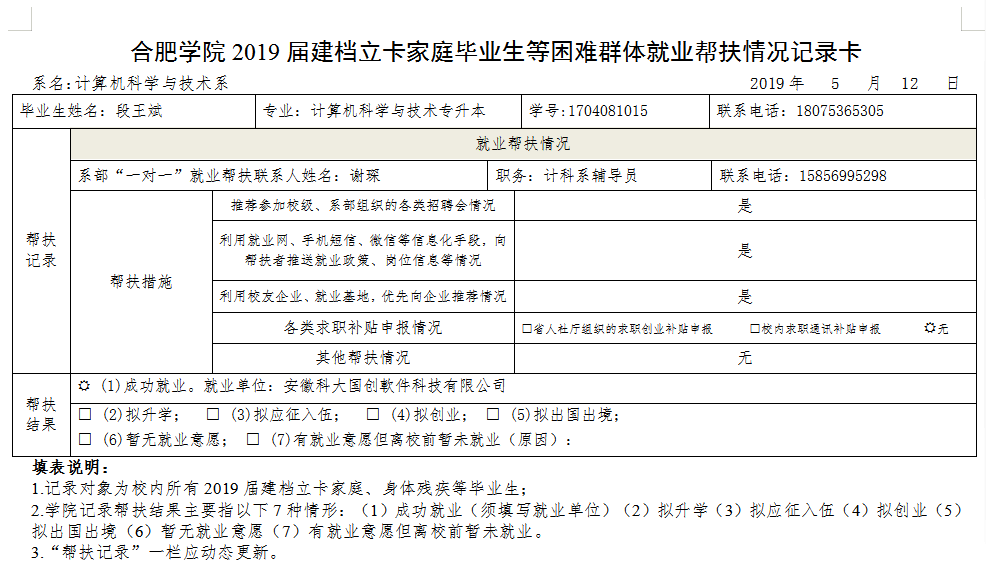 合肥学院 2019 届建档立卡家庭毕业生等困难群体就业帮扶情况记录卡
系名:计算机科学与技术系 2019 年 5 月 12 日
毕业生姓名：段王斌 专业：计算机科学与技术专升本 学号:1704081015 联系电话：18075365305
就业帮扶情况
系部“一对一”就业帮扶联系人姓名：谢琛 职务：计科系辅导员 联系电话：15856995298
帮扶
记录
帮扶措施
推荐参加校级、系部组织的各类招聘会情况 是
利用就业网、手机短信、微信等信息化手段，向
帮扶者推送就业政策、岗位信息等情况 是
利用校友企业、就业基地，优先向企业推荐情况 是
各类求职补贴申报情况 □省人社厅组织的求职创业补贴申报 □校内求职通讯补贴申报 ✡无
其他帮扶情况 无
帮扶
结果
✡ (1)成功就业。就业单位：安徽科大国创軟件科技有限公司
□ (2)拟升学； □ (3)拟应征入伍； □ (4)拟创业； □ (5)拟出国出境；
□ (6)暂无就业意愿； □ (7)有就业意愿但离校前暂未就业（原因）：
填表说明：
1.记录对象为校内所有 2019 届建档立卡家庭、身体残疾等毕业生；
2.学院记录帮扶结果主要指以下 7 种情形：（1）成功就业（须填写就业单位）（2）拟升学（3）拟应征入伍（4）拟创业（5）
拟出国出境（6）暂无就业意愿（7）有就业意愿但离校前暂未就业。
3.“帮扶记录”一栏应动态更新。